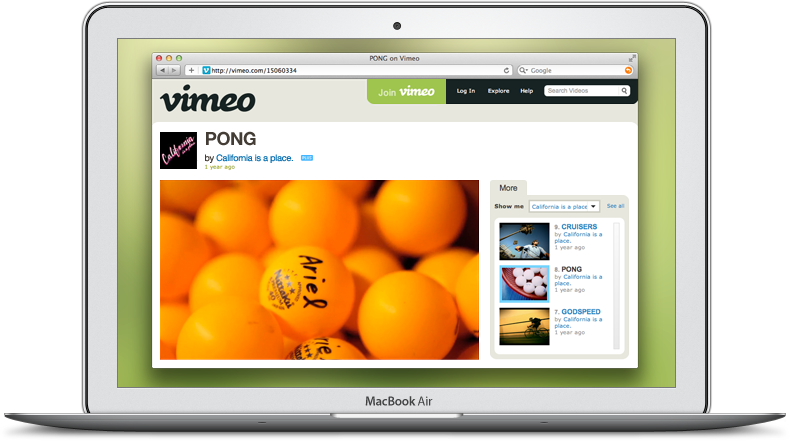 PONG on Vimeo
http://vimeo.com/15060334
Google
vimeo
Join vimeo
Log In
Explore
Help
Search Videos
California
PONG
by California is a place. PLUS
1 year ago
Ariel
More
Show me
California is a place
See all
9. CRUISERS
by California is a
place.
1 year ago
8. PONG
by California is a
place.
1 year ago
7. GODSPEED
by California is a
place.
1 year ago
MacBook Air